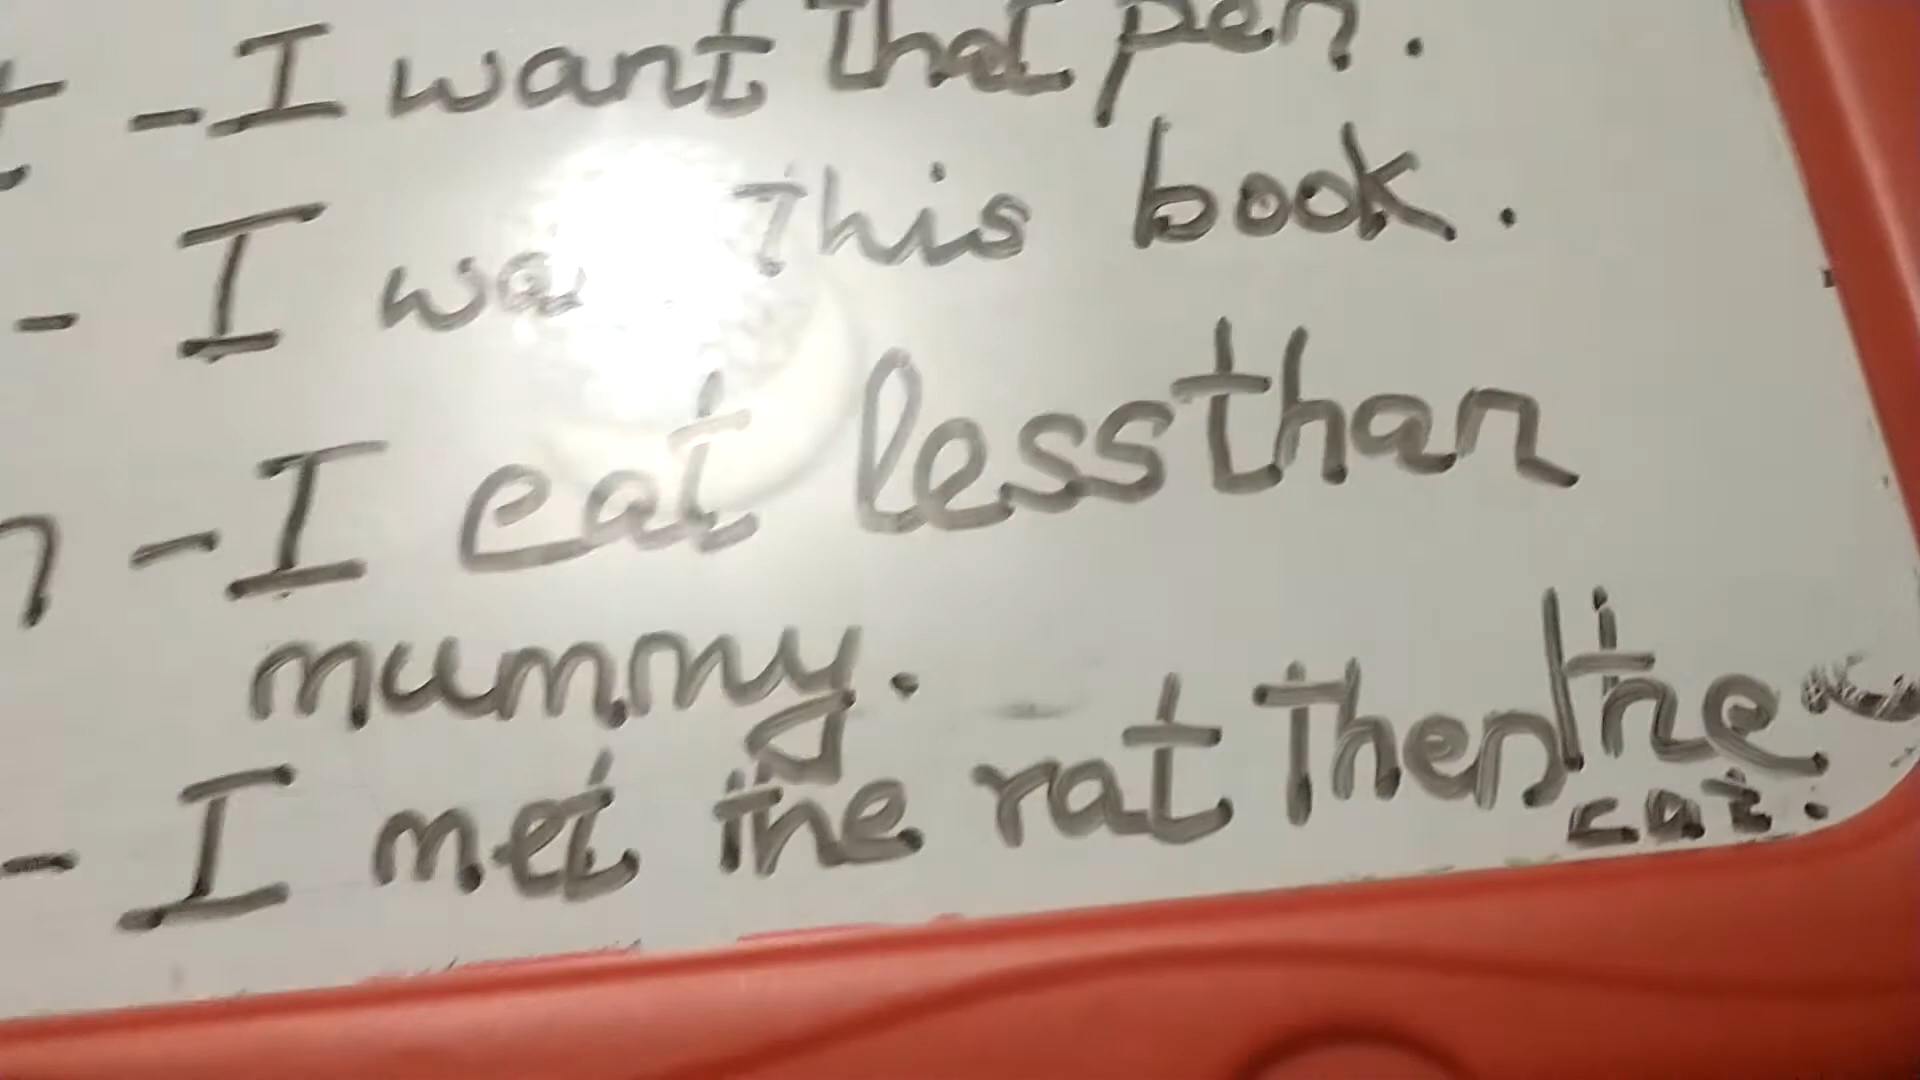 t - I want that pen.
- I wa this book.
n - I eat less than
mummy.
- I met the rat then the
cat.